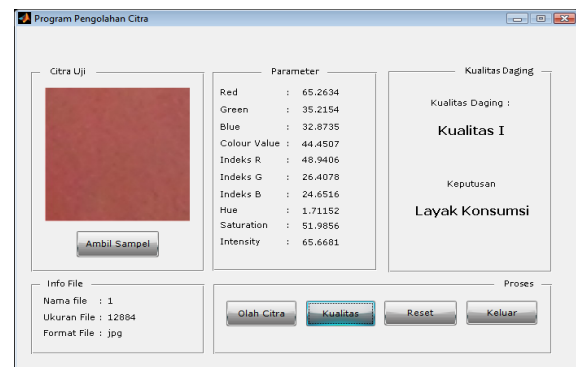 Program Pengolahan Citra
Citra Uji
Ambil Sampel
Parameter
Red : 65.2634
Green : 35.2154
Blue : 32.8735
Colour Value : 44.4507
Indeks R : 48.9406
Indeks G : 26.4078
Indeks B : 24.6516
Hue : 1.71152
Saturation : 51.9856
Intensity : 65.6681
Kualitas Daging
Kualitas Daging :
Kualitas I
Keputusan
Layak Konsumsi
Info File
Nama file : 1
Ukuran File : 12884
Format File : jpg
Proses
Olah Citra Kualitas Reset Keluar